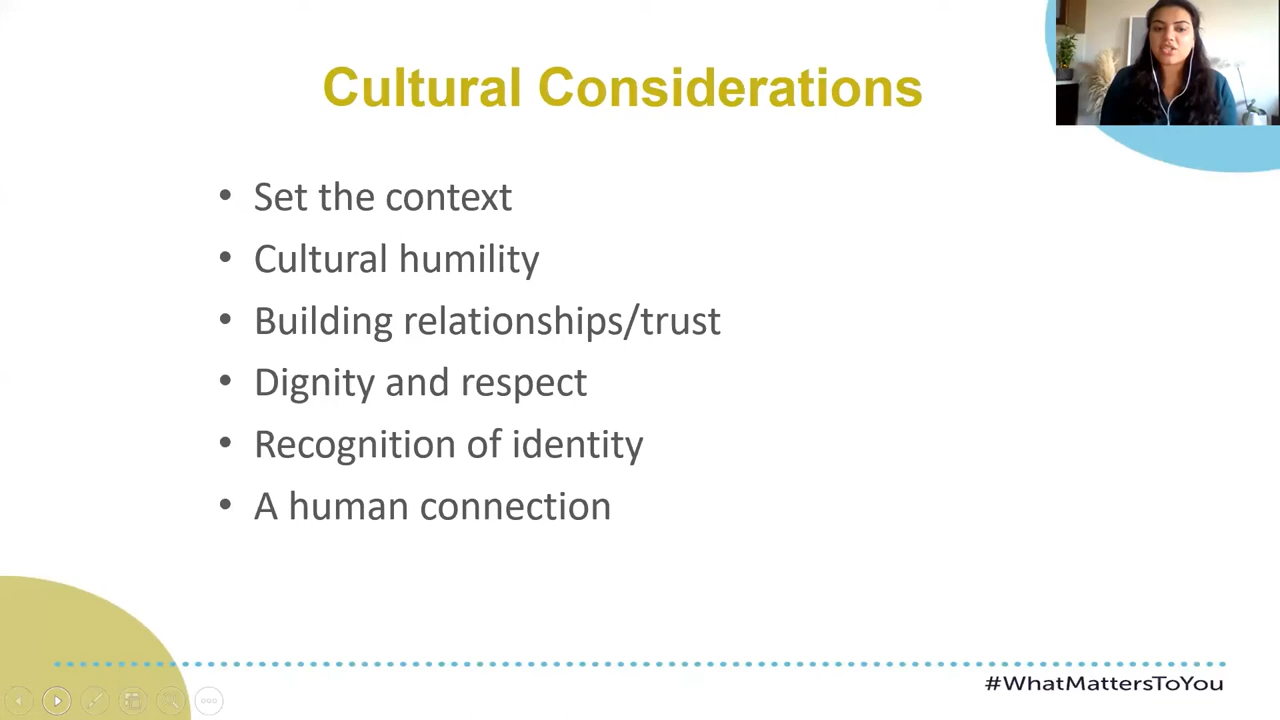 Cultural Considerations
• Set the context
• Cultural humility
• Building relationships/trust
• Dignity and respect
• Recognition of identity
• A human connection
#WhatMattersToYou